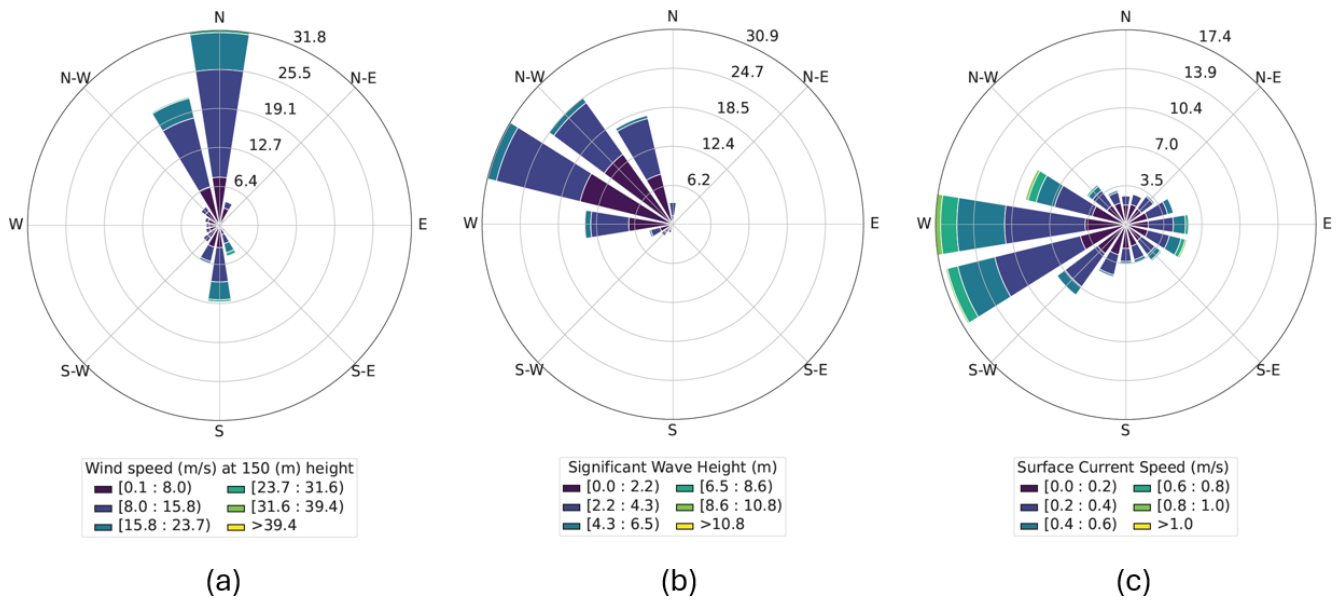 N
31.8
N-W
25.5
N-E
19.1
12.7
6.4
W
E
S-W
S-E
S
Wind speed (m/s) at 150 (m) height
[0.1 : 8.0) [23.7 : 31.6)
[8.0 : 15.8) [31.6 : 39.4)
[15.8 : 23.7) >39.4
(a)
N
30.9
N-W
24.7
N-E
18.5
12.4
6.2
W
E
S-W
S-E
S
Significant Wave Height (m)
[0.0 : 2.2) [6.5 : 8.6)
[2.2 : 4.3) [8.6 : 10.8)
[4.3 : 6.5) >10.8
(b)
N
17.4
N-W
13.9
N-E
10.4
7.0
3.5
W
E
S-W
S-E
S
Surface Current Speed (m/s)
[0.0 : 0.2) [0.6 : 0.8)
[0.2 : 0.4) [0.8 : 1.0)
[0.4 : 0.6) >1.0
(c)